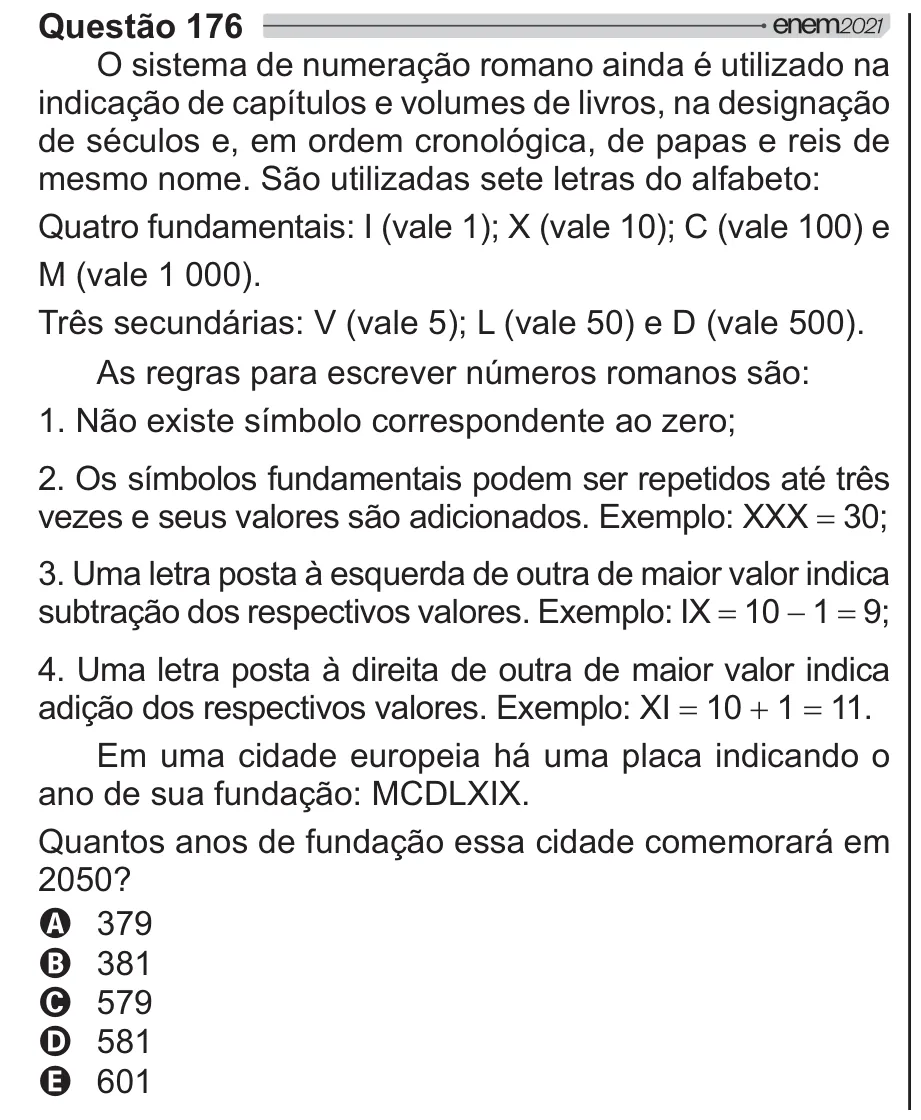 Questão 176
enem2021
O sistema de numeração romano ainda é utilizado na
indicação de capítulos e volumes de livros, na designação
de séculos e, em ordem cronológica, de papas e reis de
mesmo nome. São utilizadas sete letras do alfabeto:
Quatro fundamentais: I (vale 1); X (vale 10); C (vale 100) e
M (vale 1 000).
Três secundárias: V (vale 5); L (vale 50) e D (vale 500).
As regras para escrever números romanos são:
1. Não existe símbolo correspondente ao zero;
2. Os símbolos fundamentais podem ser repetidos até três
vezes e seus valores são adicionados. Exemplo: XXX = 30;
3. Uma letra posta à esquerda de outra de maior valor indica
subtração dos respectivos valores. Exemplo: IX = 10 – 1 = 9;
4. Uma letra posta à direita de outra de maior valor indica
adição dos respectivos valores. Exemplo: XI = 10 + 1 = 11.
Em uma cidade europeia há uma placa indicando o
ano de sua fundação: MCDLXIX.
Quantos anos de fundação essa cidade comemorará em
2050?
A 379
B 381
C 579
D 581
E 601